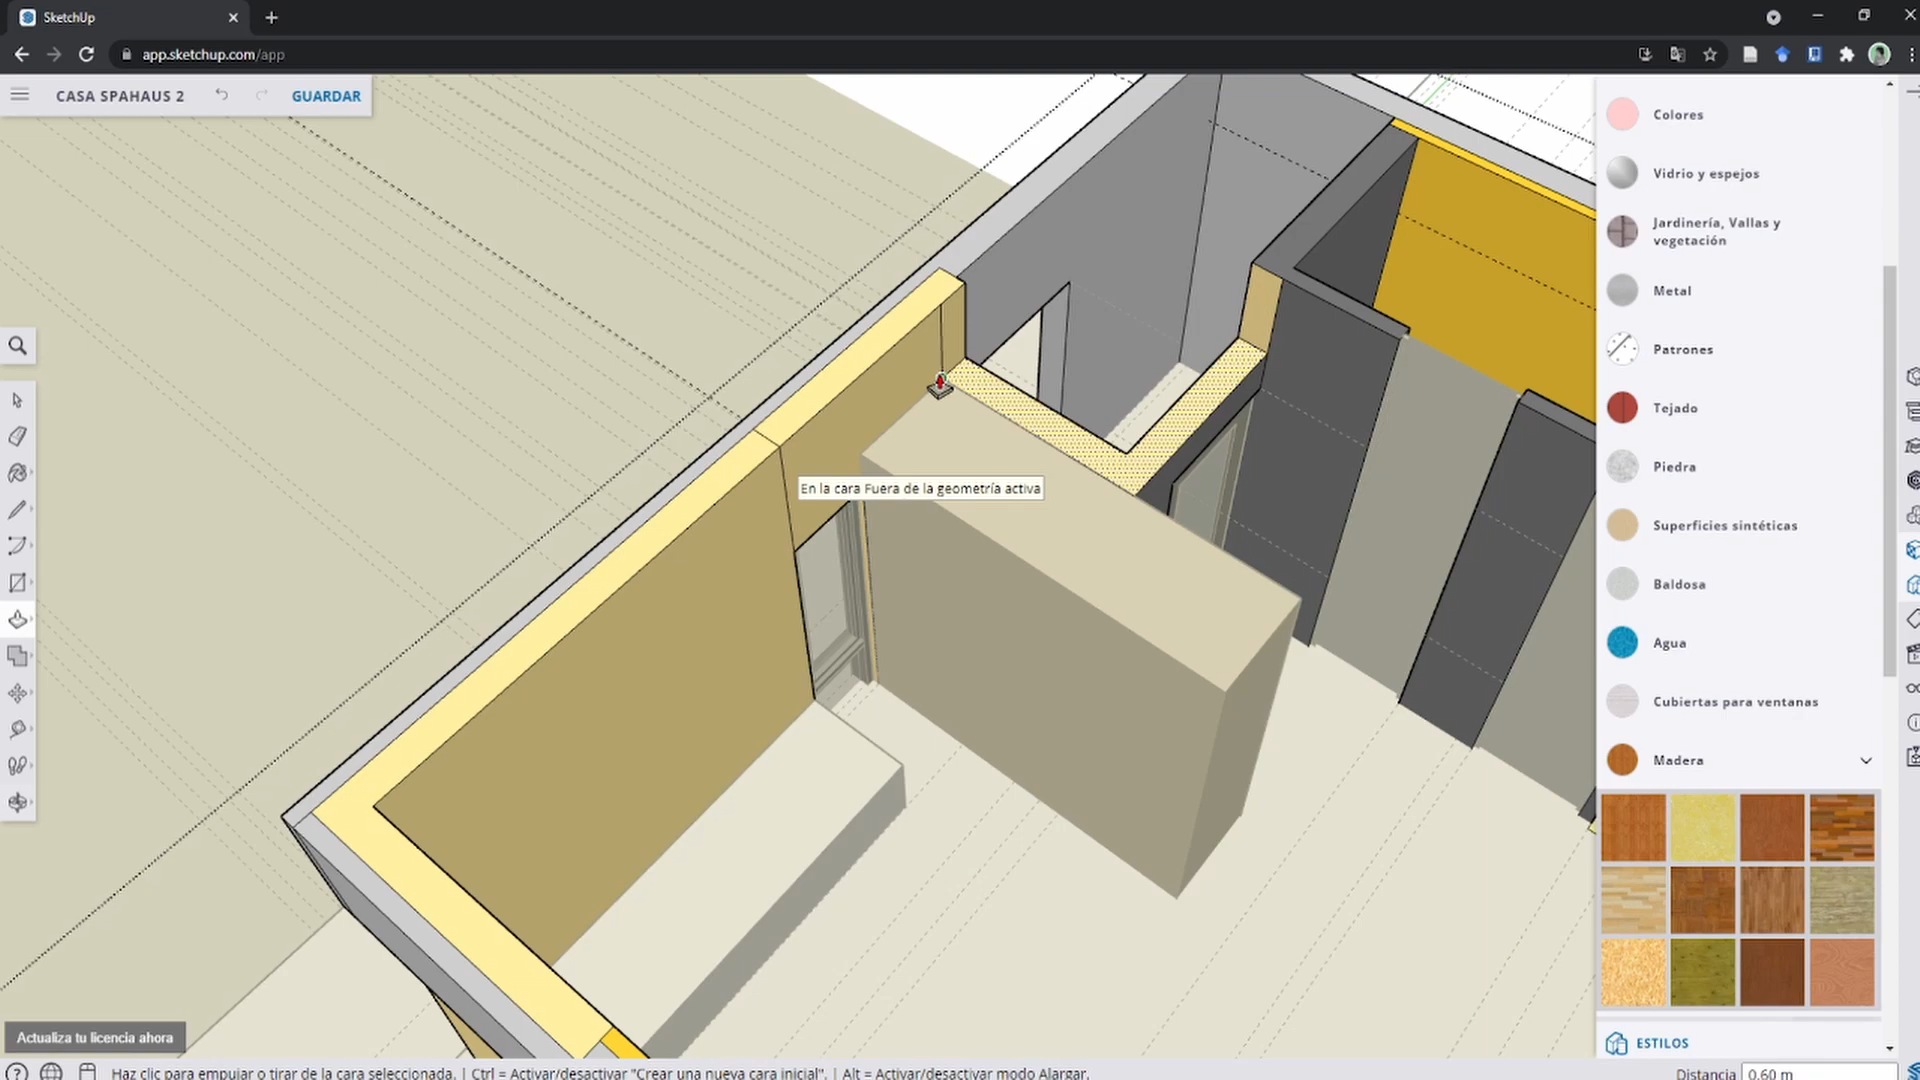 SketchUp
app.sketchup.com/app
CASA SPAHAUS 2
GUARDAR
Colores
Vidrio y espejos
Jardinería, Vallas y
vegetación
Metal
Patrones
Tejado
Piedra
Superficies sintéticas
Baldosa
Agua
Cubiertas para ventanas
Madera
ESTILOS
En la cara Fuera de la geometría activa
Actualiza tu licencia ahora
Haz clic para empujar o tirar de la cara seleccionada. | Ctrl = Activar/desactivar "Crear una nueva cara inicial". | Alt = Activar/desactivar modo Alargar.
Distancia 0.60 m